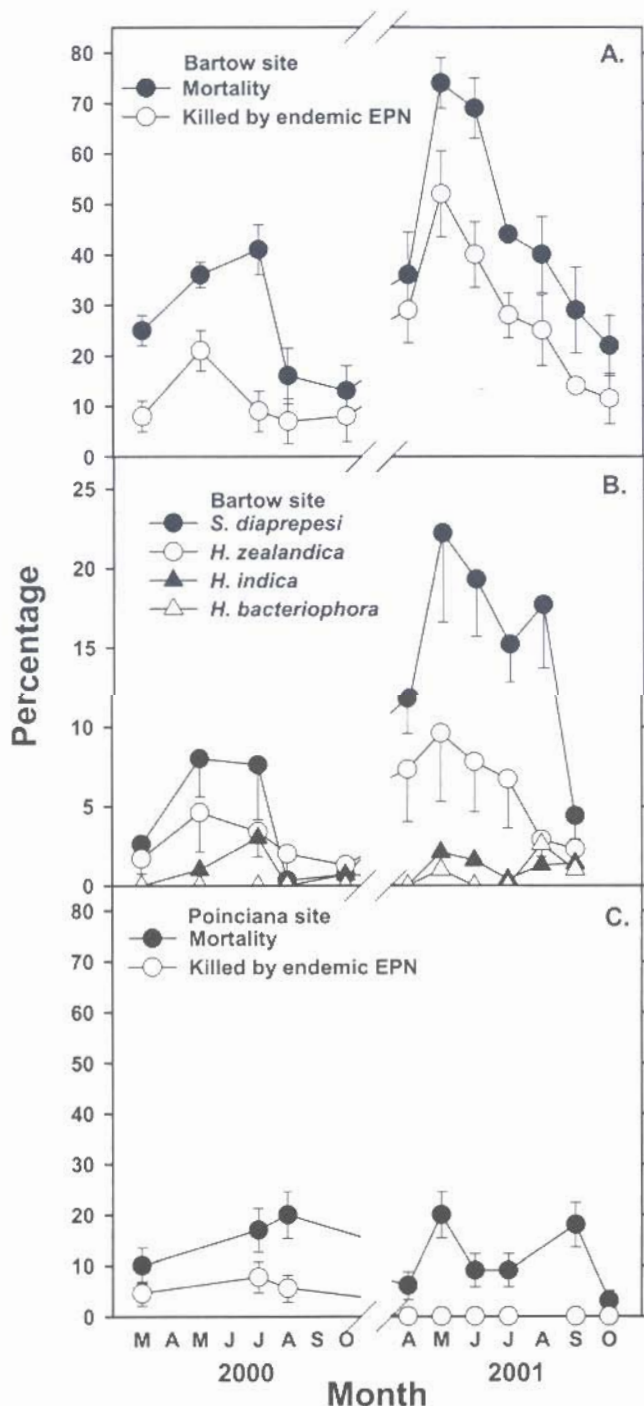 A.
Bartow site
Mortality
Killed by endemic EPN
80
70
60
50
40
30
20
10
0
B.
Bartow site
S. diaprepesi
H. zealandica
H. indica
H. bacteriophora
25
20
15
10
5
0
Percentage
C.
Poinciana site
Mortality
Killed by endemic EPN
80
70
60
50
40
30
20
10
0
M A M J J A S O A M J J A S O
2000 2001
Month